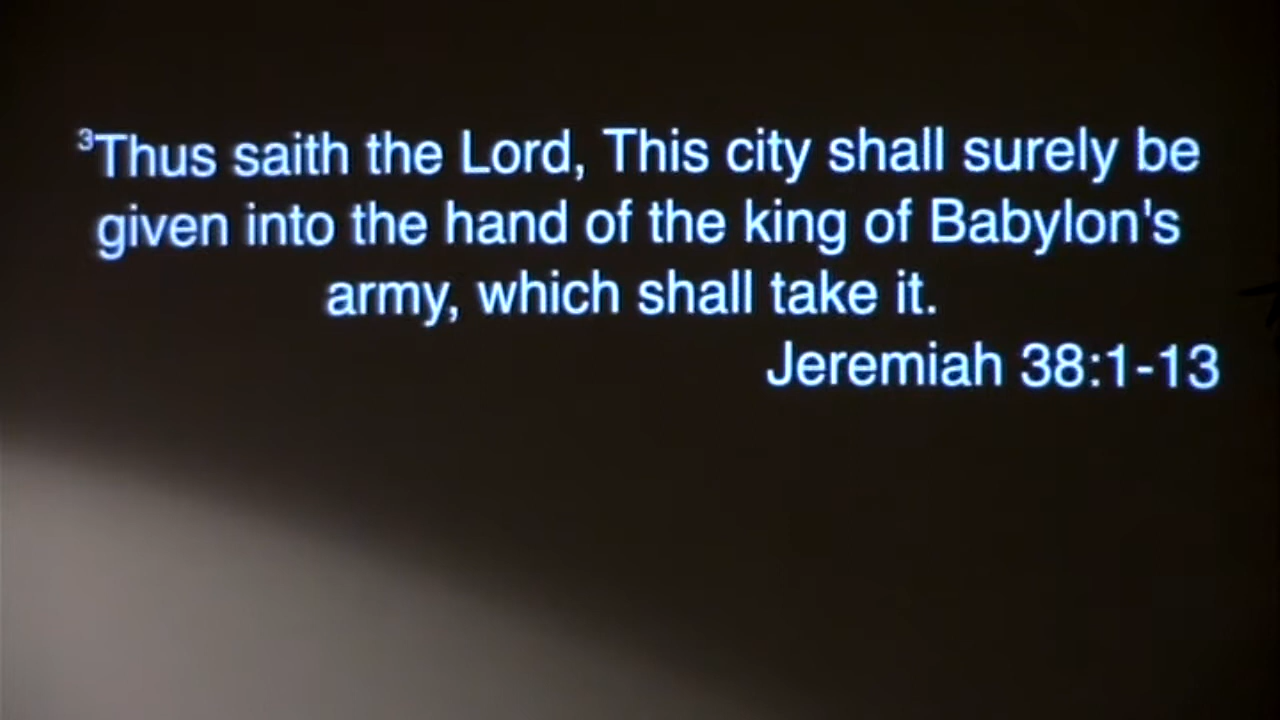 ³Thus saith the Lord, This city shall surely be
given into the hand of the king of Babylon's
army, which shall take it.
Jeremiah 38:1-13